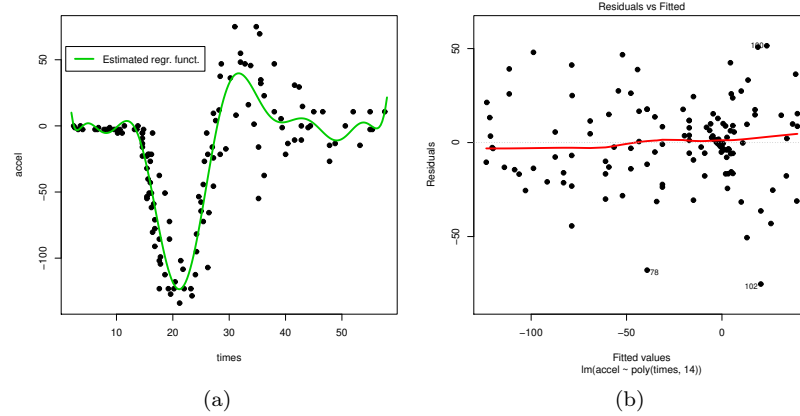 Residuals vs Fitted
Estimated regr. funct.
accel
50
0
−50
−100
10
20
30
40
50
times
Residuals
50
0
−50
78
102
−100
−50
0
Fitted values
lm(accel ~ poly(times, 14))
(a)
(b)